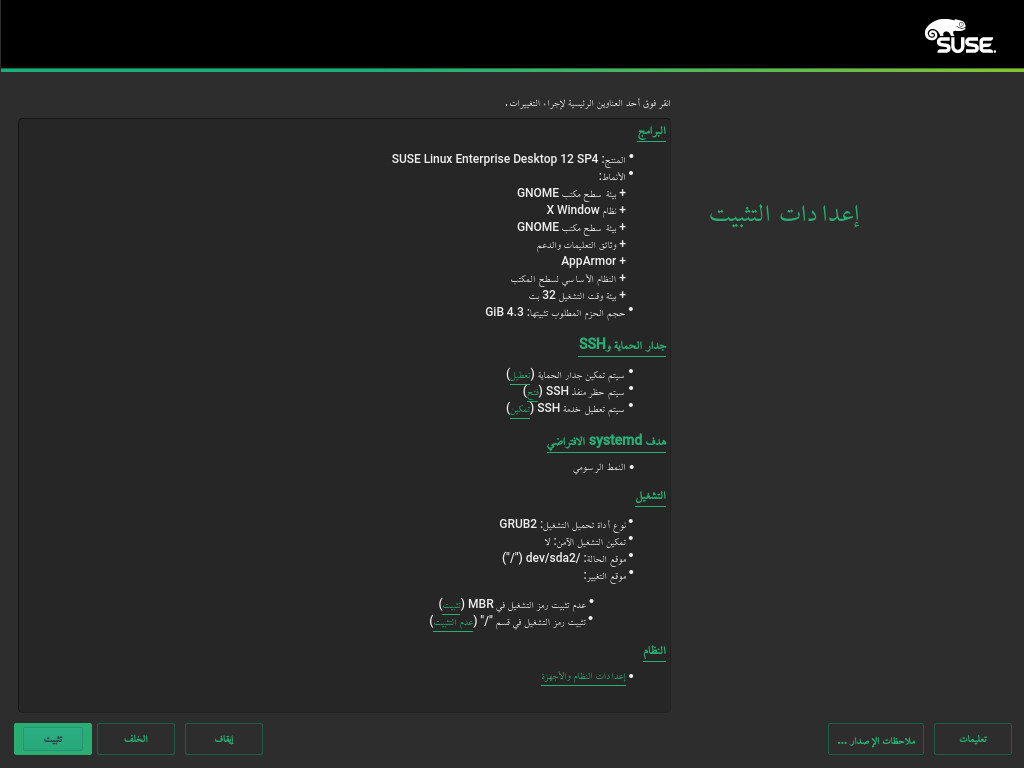 SUSE.
انقر فوق أحد العناوين الرئيسية لإجراء التغييرات.
إعدادات التثبيت
البرامج
• المنتج: SUSE Linux Enterprise Desktop 12 SP4
• الأنماط:
+ بيئة سطح مكتب GNOME
+ نظام X Window
+ بيئة سطح مكتب GNOME
+ وثائق التعليمات والدعم
+ AppArmor
+ النظام الأساسي لسطح المكتب
+ بيئة وقت التشغيل 32 بت
• حجم الحزم المطلوب تثبيتها: 4.3 GiB
جدار الحماية وSSH
• سيتم تمكين جدار الحماية (تعطيل)
• سيتم حظر منفذ SSH (فتح)
• سيتم تعطيل خدمة SSH (تمكين)
هدف systemd الافتراضي
• النمط الرسومي
التشغيل
• نوع أداة تحميل التشغيل: GRUB2
• تمكين التشغيل الآمن: لا
• موقع الحالة: /dev/sda2 ("/")
• موقع التغيير:
• عدم تثبيت رمز التشغيل في MBR (تثبيت)
• تثبيت رمز التشغيل في قسم "/" (عدم التثبيت)
النظام
• إعدادات النظام والأجهزة
تعليمات
ملاحظات الإصدار ...
إيقاف
الخلف
تثبيت